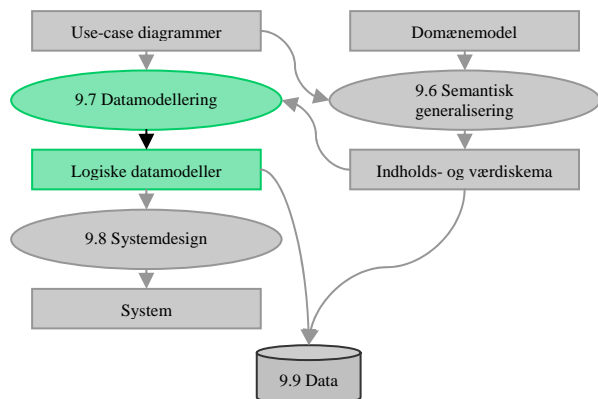 Use-case diagrammer
Domænemodel
9.7 Datamodellering
9.6 Semantisk
generalisering
Logiske datamodeller
Indholds- og værdiskema
9.8 Systemdesign
System
9.9 Data